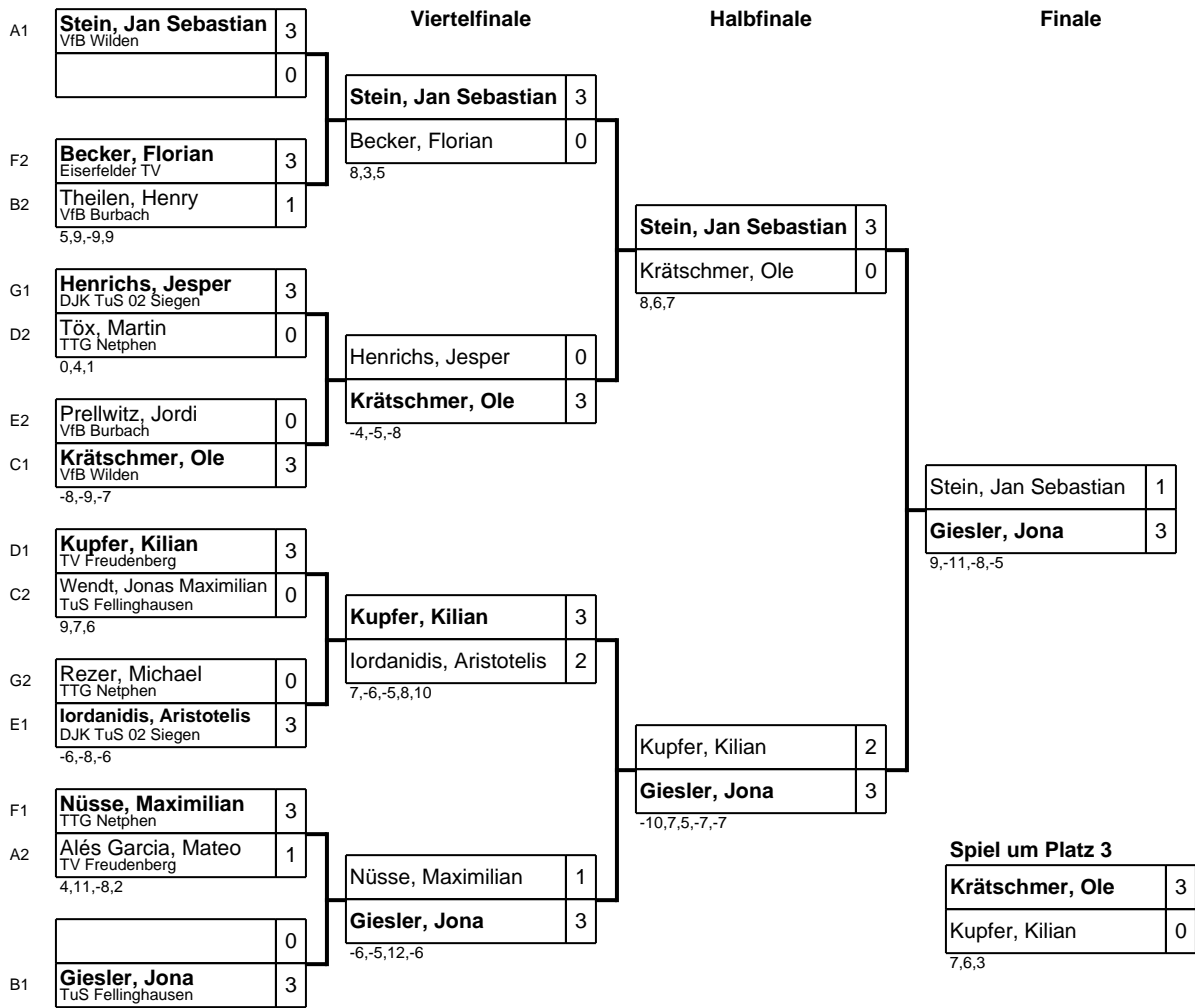 Viertelfinale
Halbfinale
Finale
A1
Stein, Jan Sebastian
3
VfB Wilden
0
F2
Becker, Florian
3
Eiserfelder TV
B2
Theilen, Henry
1
VfB Burbach
5,9,-9,9
G1
Henrichs, Jesper
3
DJK TuS 02 Siegen
D2
Töx, Martin
0
TTG Netphen
0,4,1
E2
Prellwitz, Jordi
0
VfB Burbach
C1
Krätschmer, Ole
3
VfB Wilden
-8,-9,-7
D1
Kupfer, Kilian
3
TV Freudenberg
C2
Wendt, Jonas Maximilian
0
TuS Fellinghausen
9,7,6
G2
Rezer, Michael
0
TTG Netphen
E1
Iordanidis, Aristotelis
3
DJK TuS 02 Siegen
-6,-8,-6
F1
Nüsse, Maximilian
3
TTG Netphen
A2
Alés Garcia, Mateo
1
TV Freudenberg
4,11,-8,2
0
B1
Giesler, Jona
3
TuS Fellinghausen
Stein, Jan Sebastian
3
Becker, Florian
0
8,3,5
Henrichs, Jesper
0
Krätschmer, Ole
3
-4,-5,-8
Kupfer, Kilian
3
Iordanidis, Aristotelis
2
7,-6,-5,8,10
Nüsse, Maximilian
1
Giesler, Jona
3
-6,-5,12,-6
Stein, Jan Sebastian
3
Krätschmer, Ole
0
8,6,7
Kupfer, Kilian
2
Giesler, Jona
3
-10,7,5,-7,-7
Stein, Jan Sebastian
1
Giesler, Jona
3
9,-11,-8,-5
Spiel um Platz 3
Krätschmer, Ole
3
Kupfer, Kilian
0
7,6,3